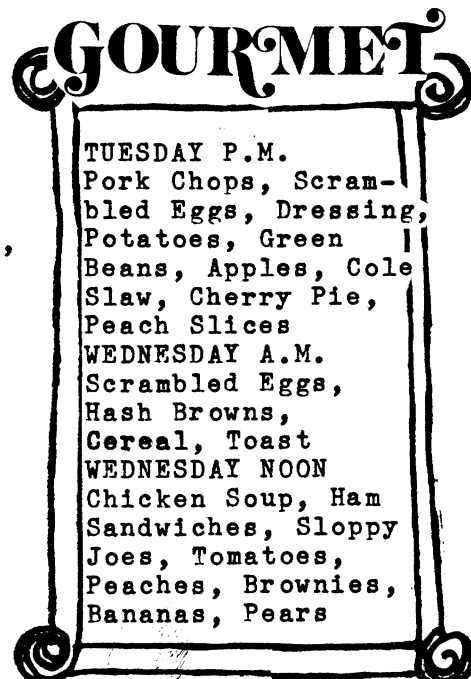 GOURMET
TUESDAY P.M.
Pork Chops, Scram-
bled Eggs, Dressing,
Potatoes, Green
Beans, Apples, Cole
Slaw, Cherry Pie,
Peach Slices
WEDNESDAY A.M.
Scrambled Eggs,
Hash Browns,
Cereal, Toast
WEDNESDAY NOON
Chicken Soup, Ham
Sandwiches, Sloppy
Joes, Tomatoes,
Peaches, Brownies,
Bananas, Pears